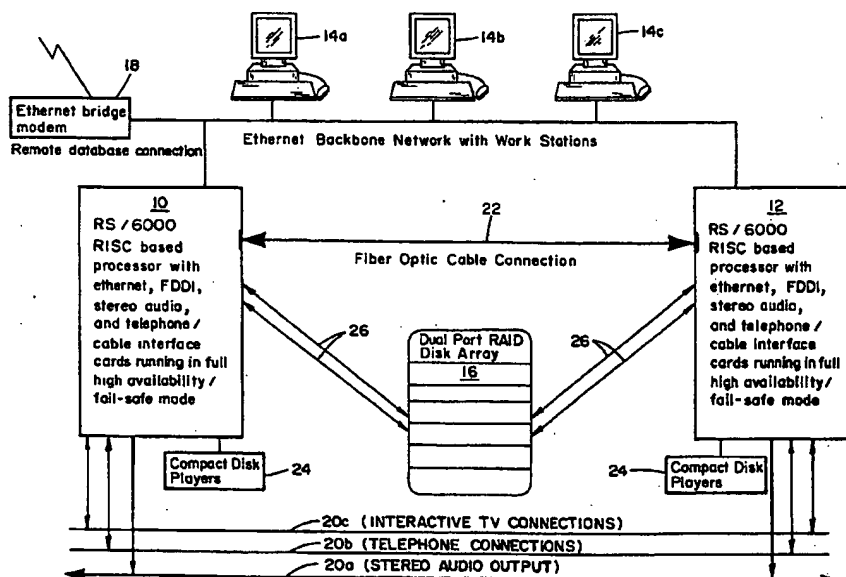 14a
14b
14c
18
Ethernet bridge
modem
Remote database connection
Ethernet Backbone Network with Work Stations
10
RS/6000
RISC based
processor with
ethernet, FDDI,
stereo audio,
and telephone/
cable interface
cards running in full
high availability/
fail-safe mode
22
Fiber Optic Cable Connection
12
RS/6000
RISC based
processor with
ethernet, FDDI,
stereo audio,
and telephone/
cable interface
cards running in full
high availability/
fail-safe mode
26
Dual Port RAID
Disk Array
16
26
Compact Disk
Players
24
24
Compact Disk
Players
20c (INTERACTIVE TV CONNECTIONS)
20b (TELEPHONE CONNECTIONS)
20a (STEREO AUDIO OUTPUT)